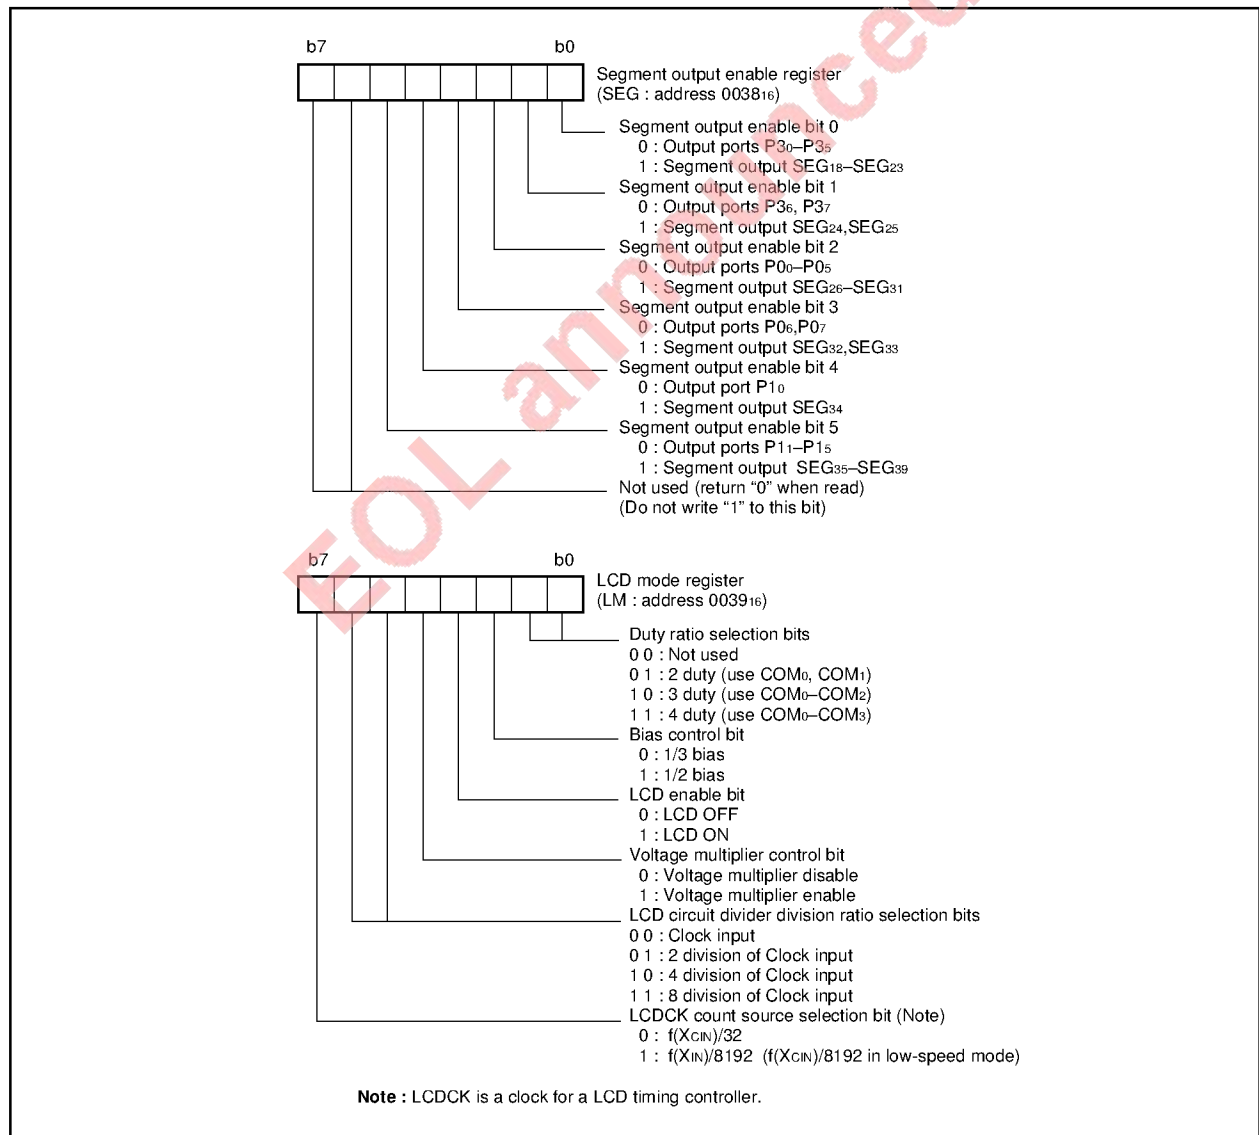 b7 b0
Segment output enable register
(SEG : address 003816)
Segment output enable bit 0
0 : Output ports P30–P35
1 : Segment output SEG18–SEG23
Segment output enable bit 1
0 : Output ports P36, P37
1 : Segment output SEG24,SEG25
Segment output enable bit 2
0 : Output ports P00–P05
1 : Segment output SEG26–SEG31
Segment output enable bit 3
0 : Output ports P06,P07
1 : Segment output SEG32,SEG33
Segment output enable bit 4
0 : Output port P10
1 : Segment output SEG34
Segment output enable bit 5
0 : Output ports P11–P15
1 : Segment output SEG35–SEG39
Not used (return “0” when read)
(Do not write “1” to this bit)
b7 b0
LCD mode register
(LM : address 003916)
Duty ratio selection bits
0 0 : Not used
0 1 : 2 duty (use COM0, COM1)
1 0 : 3 duty (use COM0–COM2)
1 1 : 4 duty (use COM0–COM3)
Bias control bit
0 : 1/3 bias
1 : 1/2 bias
LCD enable bit
0 : LCD OFF
1 : LCD ON
Voltage multiplier control bit
0 : Voltage multiplier disable
1 : Voltage multiplier enable
LCD circuit divider division ratio selection bits
0 0 : Clock input
0 1 : 2 division of Clock input
1 0 : 4 division of Clock input
1 1 : 8 division of Clock input
LCDCK count source selection bit (Note)
0 : f(XCIN)/32
1 : f(XIN)/8192 (f(XCIN)/8192 in low-speed mode)
Note : LCDCK is a clock for a LCD timing controller.
EOL announced